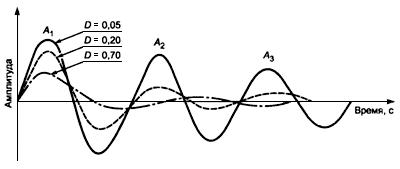 A1
D = 0,05
D = 0,20
D = 0,70
A2
A3
Амплитуда
Время, с